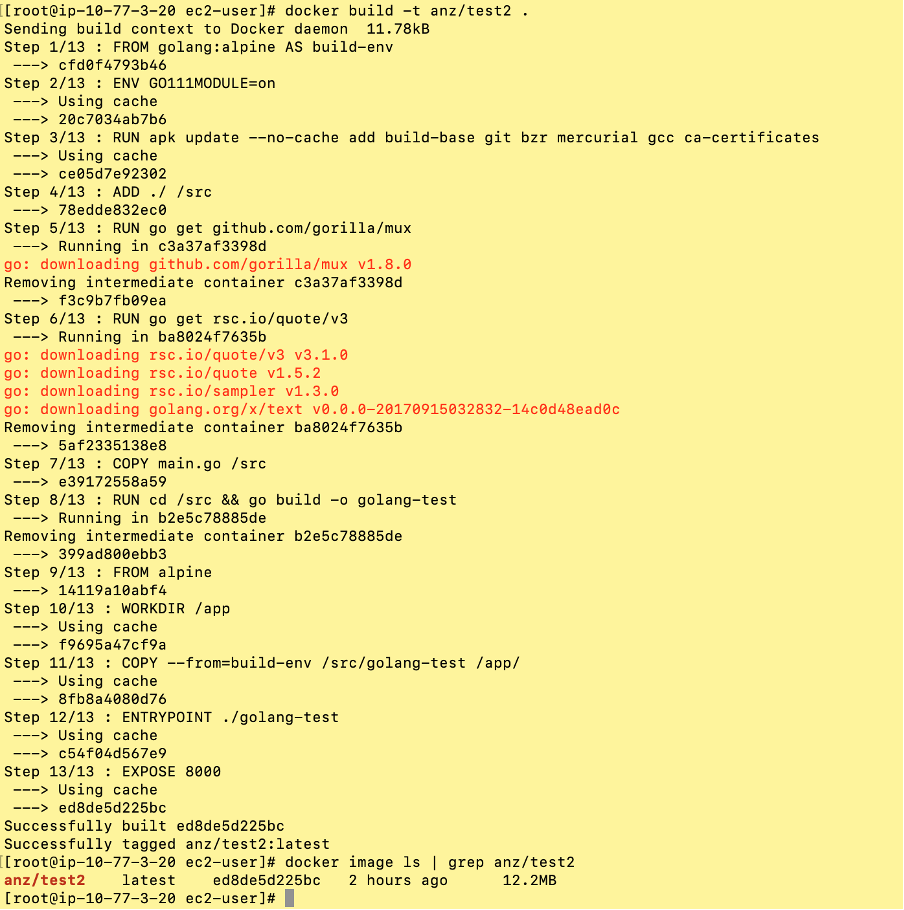 [[root@ip-10-77-3-20 ec2-user]# docker build -t anz/test2 .
Sending build context to Docker daemon  11.78kB
Step 1/13 : FROM golang:alpine AS build-env
 ---> cfd0f4793b46
Step 2/13 : ENV GO111MODULE=on
 ---> Using cache
 ---> 20c7034ab7b6
Step 3/13 : RUN apk update --no-cache add build-base git bzr mercurial gcc ca-certificates
 ---> Using cache
 ---> ce05d7e92302
Step 4/13 : ADD ./ /src
 ---> 78edde832ec0
Step 5/13 : RUN go get github.com/gorilla/mux
 ---> Running in c3a37af3398d
go: downloading github.com/gorilla/mux v1.8.0
Removing intermediate container c3a37af3398d
 ---> f3c9b7fb09ea
Step 6/13 : RUN go get rsc.io/quote/v3
 ---> Running in ba8024f7635b
go: downloading rsc.io/quote/v3 v3.1.0
go: downloading rsc.io/quote v1.5.2
go: downloading rsc.io/sampler v1.3.0
go: downloading golang.org/x/text v0.0.0-20170915032832-14c0d48ead0c
Removing intermediate container ba8024f7635b
 ---> 5af2335138e8
Step 7/13 : COPY main.go /src
 ---> e39172558a59
Step 8/13 : RUN cd /src && go build -o golang-test
 ---> Running in b2e5c78885de
Removing intermediate container b2e5c78885de
 ---> 399ad800ebb3
Step 9/13 : FROM alpine
 ---> 14119a10abf4
Step 10/13 : WORKDIR /app
 ---> Using cache
 ---> f9695a47cf9a
Step 11/13 : COPY --from=build-env /src/golang-test /app/
 ---> Using cache
 ---> 8fb8a4080d76
Step 12/13 : ENTRYPOINT ./golang-test
 ---> Using cache
 ---> c54f04d567e9
Step 13/13 : EXPOSE 8000
 ---> Using cache
 ---> ed8de5d225bc
Successfully built ed8de5d225bc
Successfully tagged anz/test2:latest
[[root@ip-10-77-3-20 ec2-user]# docker image ls | grep anz/test2
anz/test2    latest    ed8de5d225bc   2 hours ago      12.2MB
[root@ip-10-77-3-20 ec2-user]#